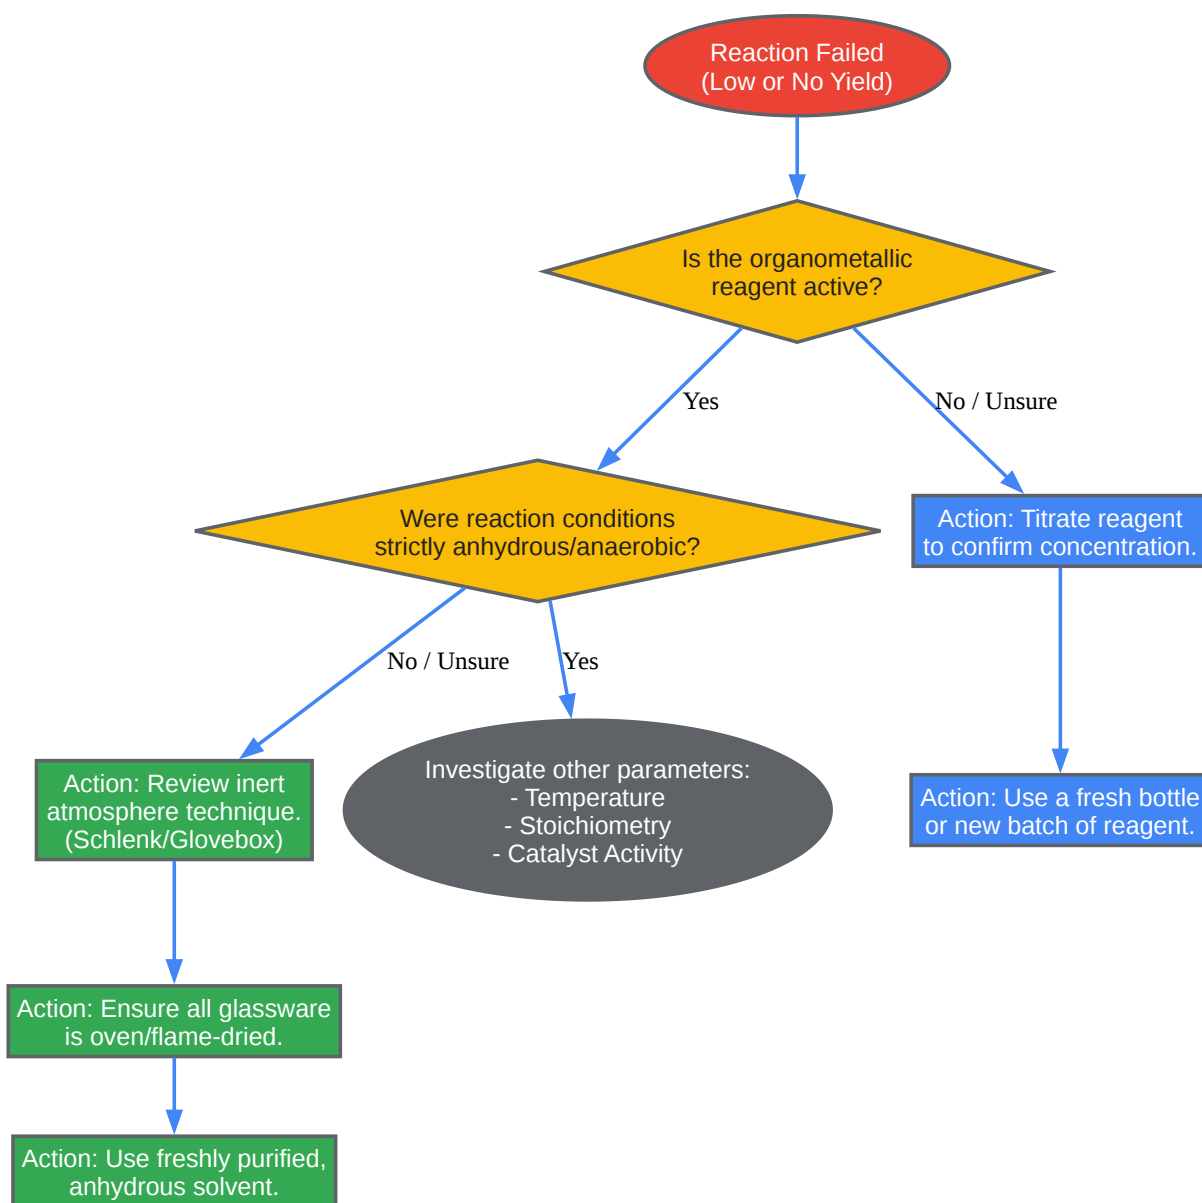 Reaction Failed
(Low or No Yield)
Is the organometallic
reagent active?
Yes
No / Unsure
Were reaction conditions
strictly anhydrous/anaerobic?
Action: Titrate reagent
to confirm concentration.
No / Unsure
Yes
Action: Review inert
atmosphere technique.
(Schlenk/Glovebox)
Investigate other parameters:
- Temperature
- Stoichiometry
- Catalyst Activity
Action: Use a fresh bottle
or new batch of reagent.
Action: Ensure all glassware
is oven/flame-dried.
Action: Use freshly purified,
anhydrous solvent.